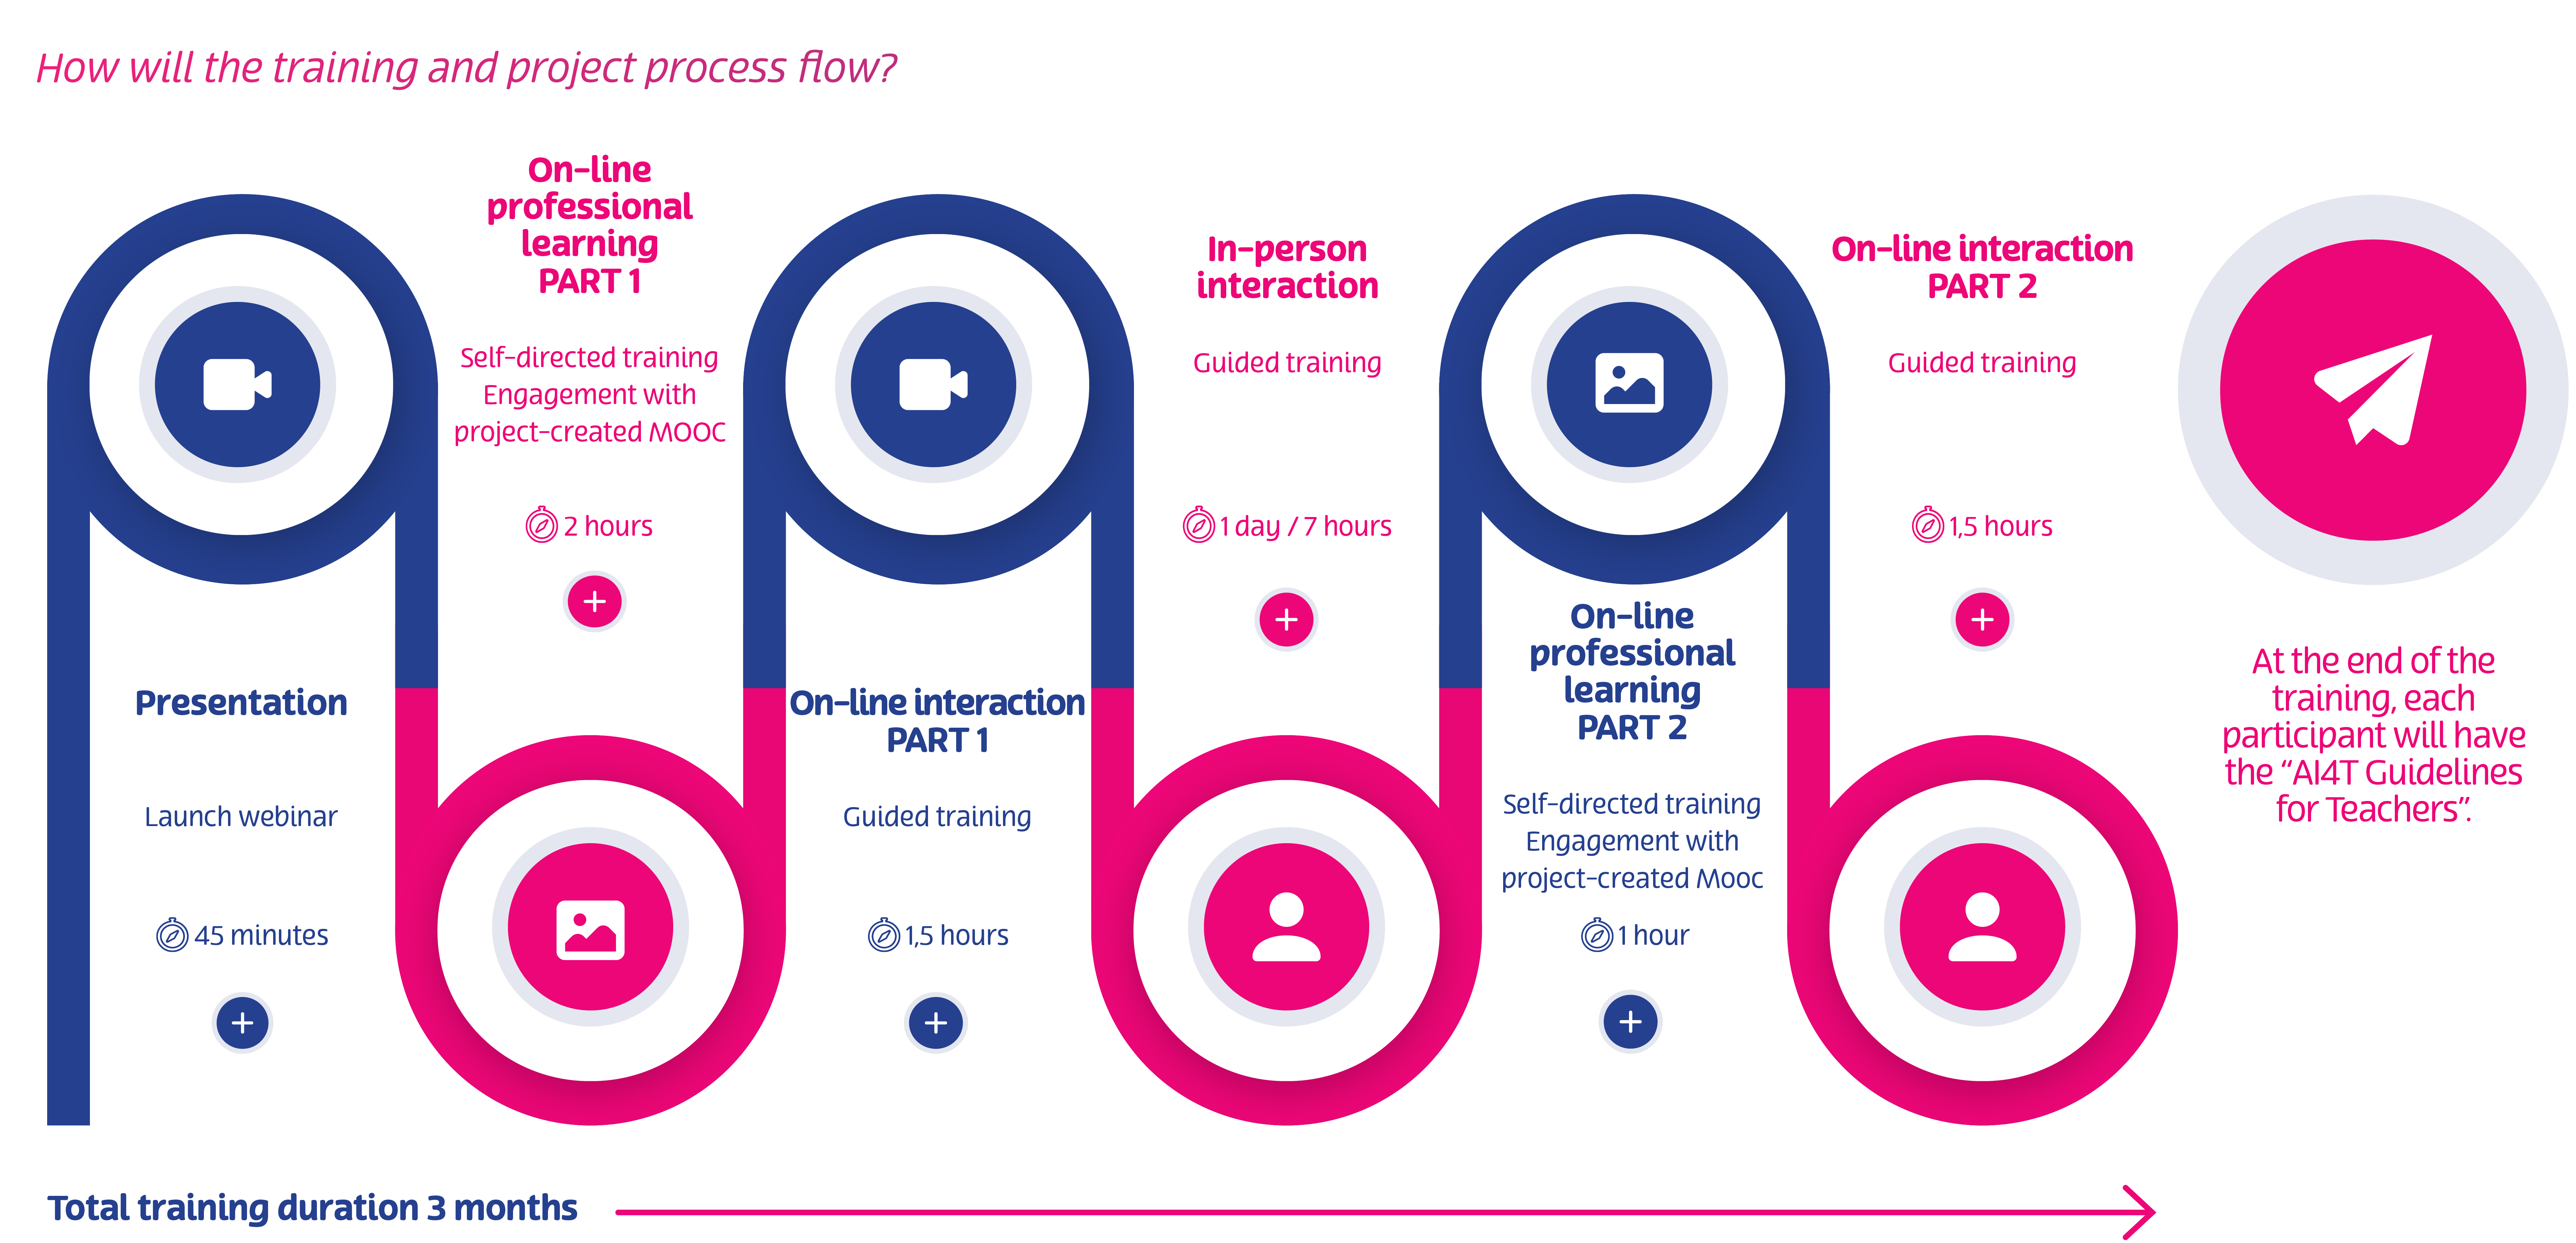 How will the training and project process flow?
Presentation
Launch webinar
45 minutes
On-line
professional
learning
PART 1
Self-directed training
Engagement with
project-created MOOC
2 hours
On-line interaction
PART 1
Guided training
1,5 hours
In-person
interaction
Guided training
1 day / 7 hours
On-line
professional
learning
PART 2
Self-directed training
Engagement with
project-created Mooc
1 hour
On-line interaction
PART 2
Guided training
1,5 hours
At the end of the
training, each
participant will have
the “AI4T Guidelines
for Teachers”.
Total training duration 3 months